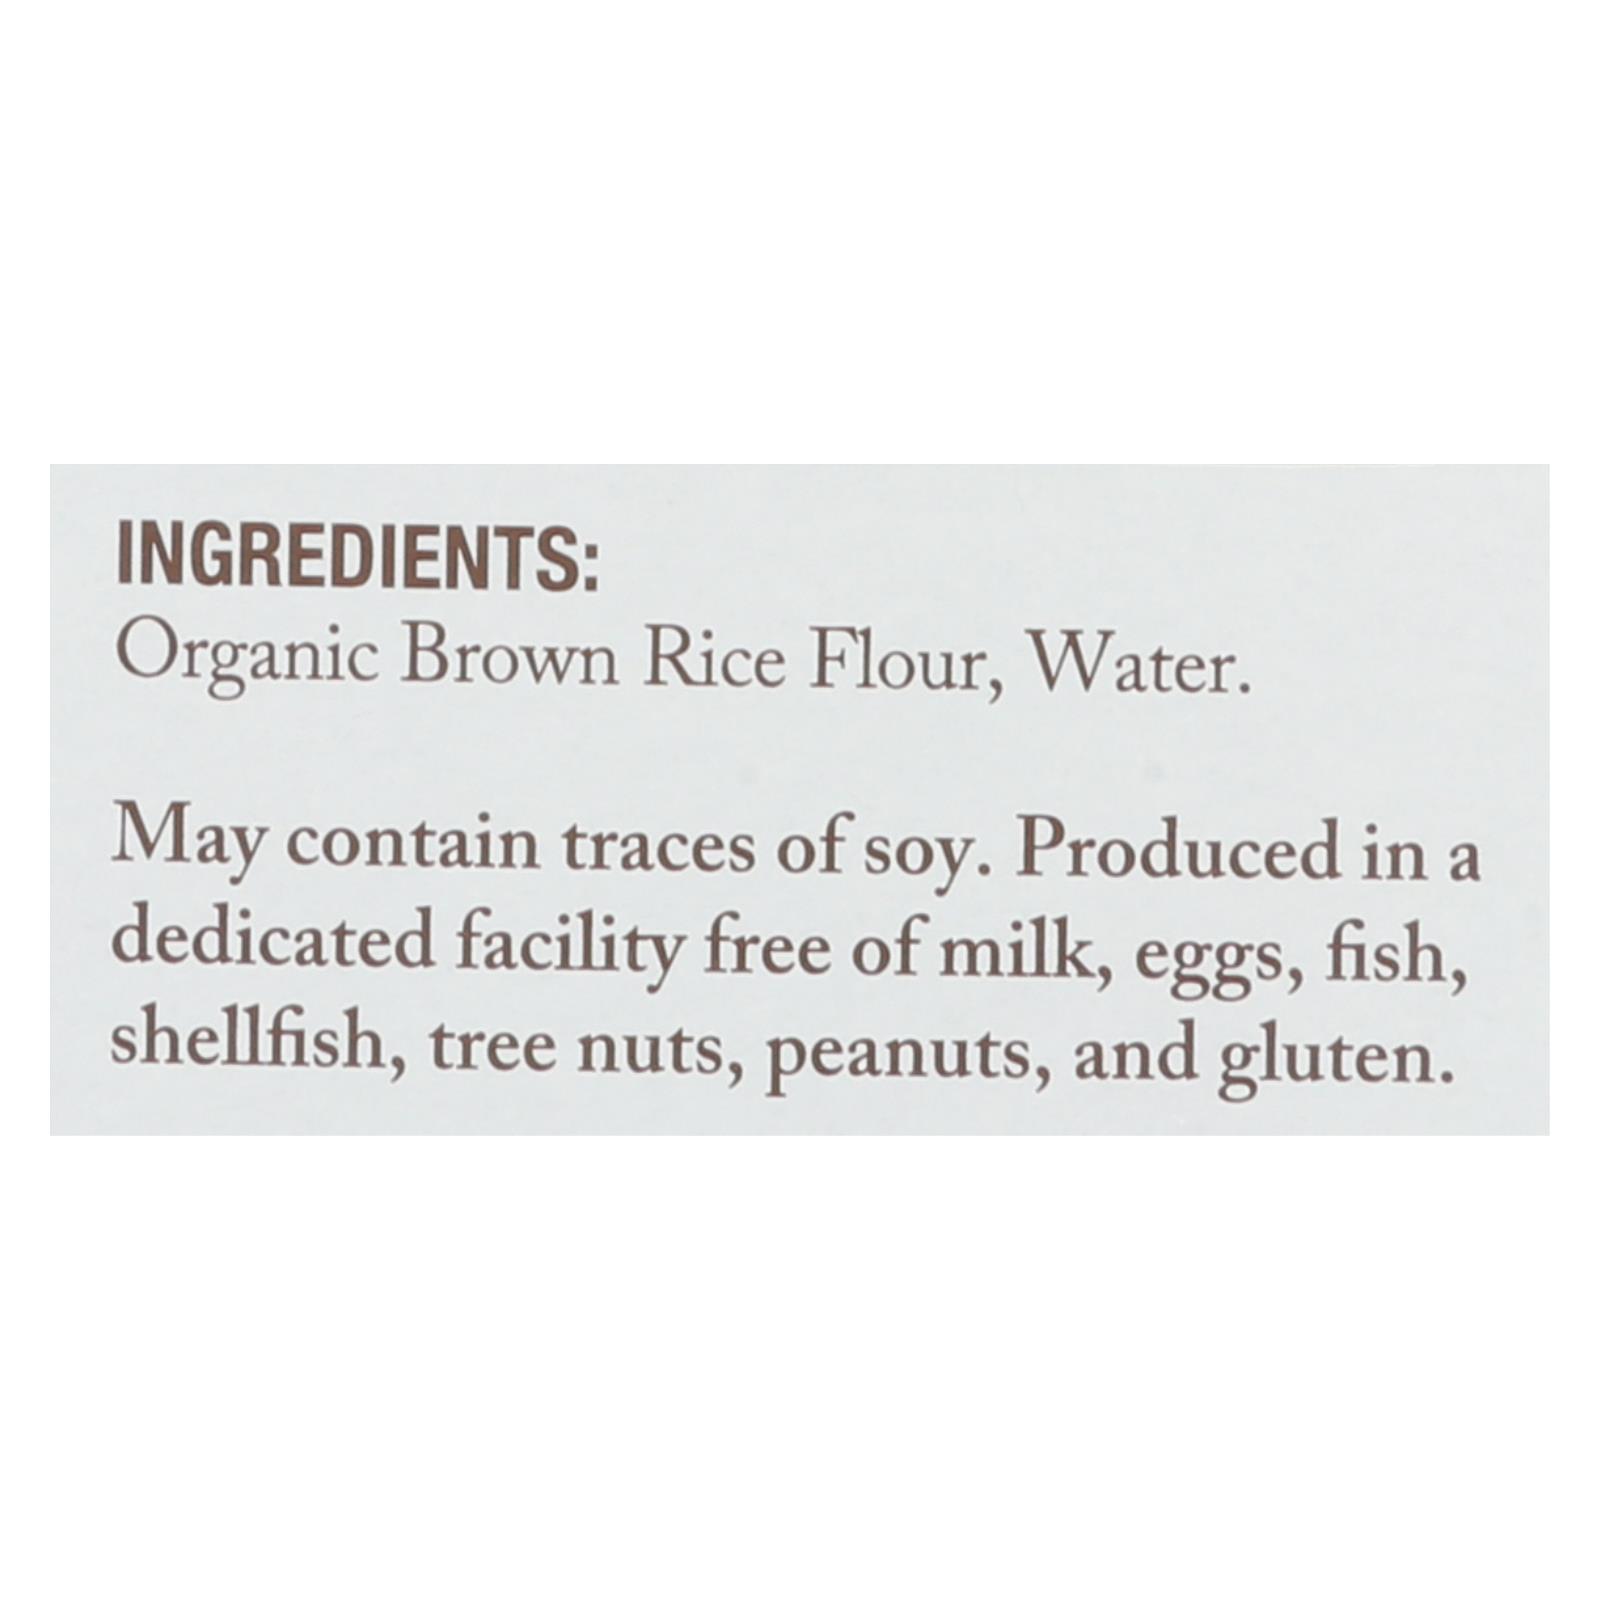 INGREDIENTS:
Organic Brown Rice Flour, Water.
May contain traces of soy. Produced in a
dedicated facility free of milk, eggs, fish,
shellfish, tree nuts, peanuts, and gluten.